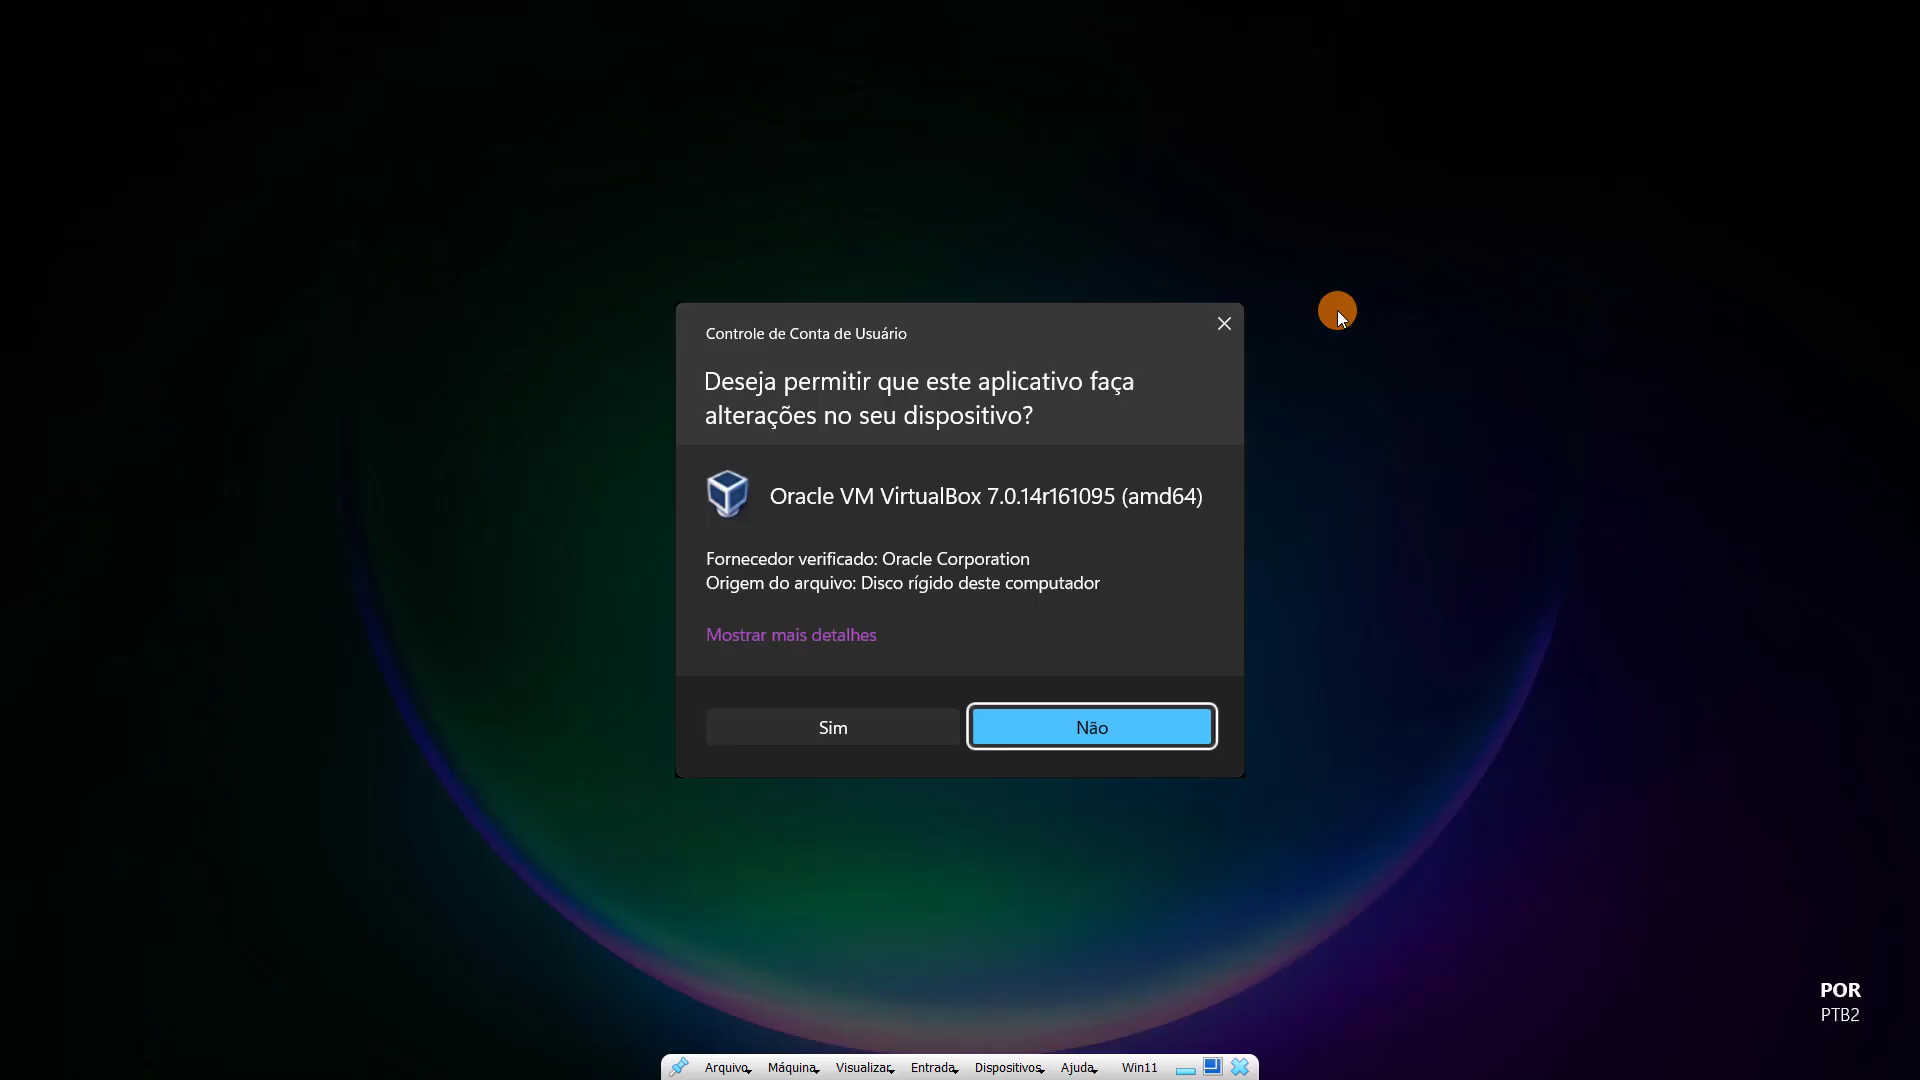 Controle de Conta de Usuário
Deseja permitir que este aplicativo faça
alterações no seu dispositivo?
Oracle VM VirtualBox 7.0.14r161095 (amd64)
Fornecedor verificado: Oracle Corporation
Origem do arquivo: Disco rígido deste computador
Mostrar mais detalhes
Sim
Não
POR
PTB2
Arquivo Máquina Visualizar Entrada Dispositivos Ajuda Win11